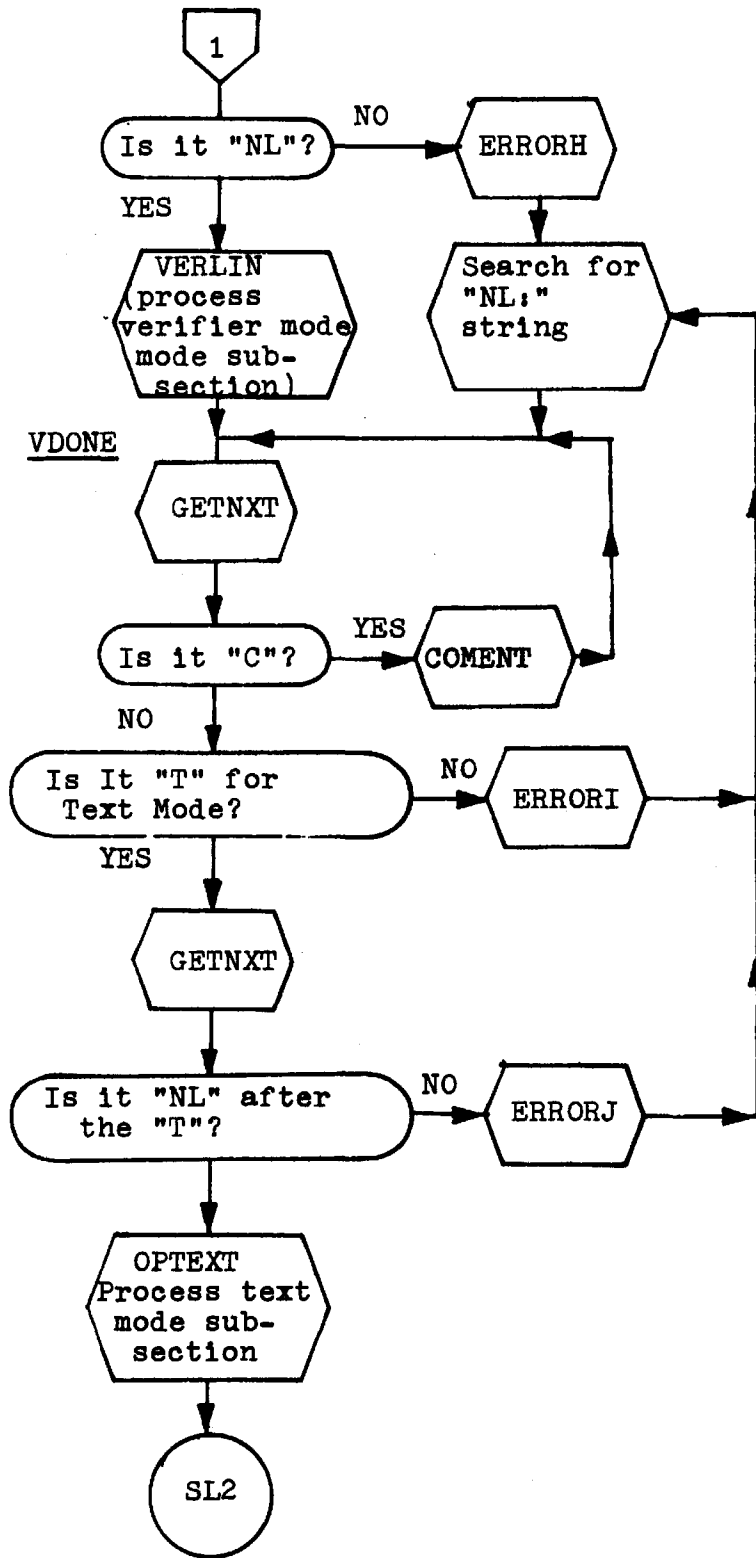 1
Is it "NL"?
NO
ERRORH
YES
VERLIN
(process
verifier mode
mode sub-
section)
Search for
"NL:"
string
VDONE
GETNXT
Is it "C"?
YES
COMENT
NO
Is It "T" for
Text Mode?
NO
ERRORI
YES
GETNXT
Is it "NL" after
the "T"?
NO
ERRORJ
OPTEXT
Process text
mode sub-
section
SL2